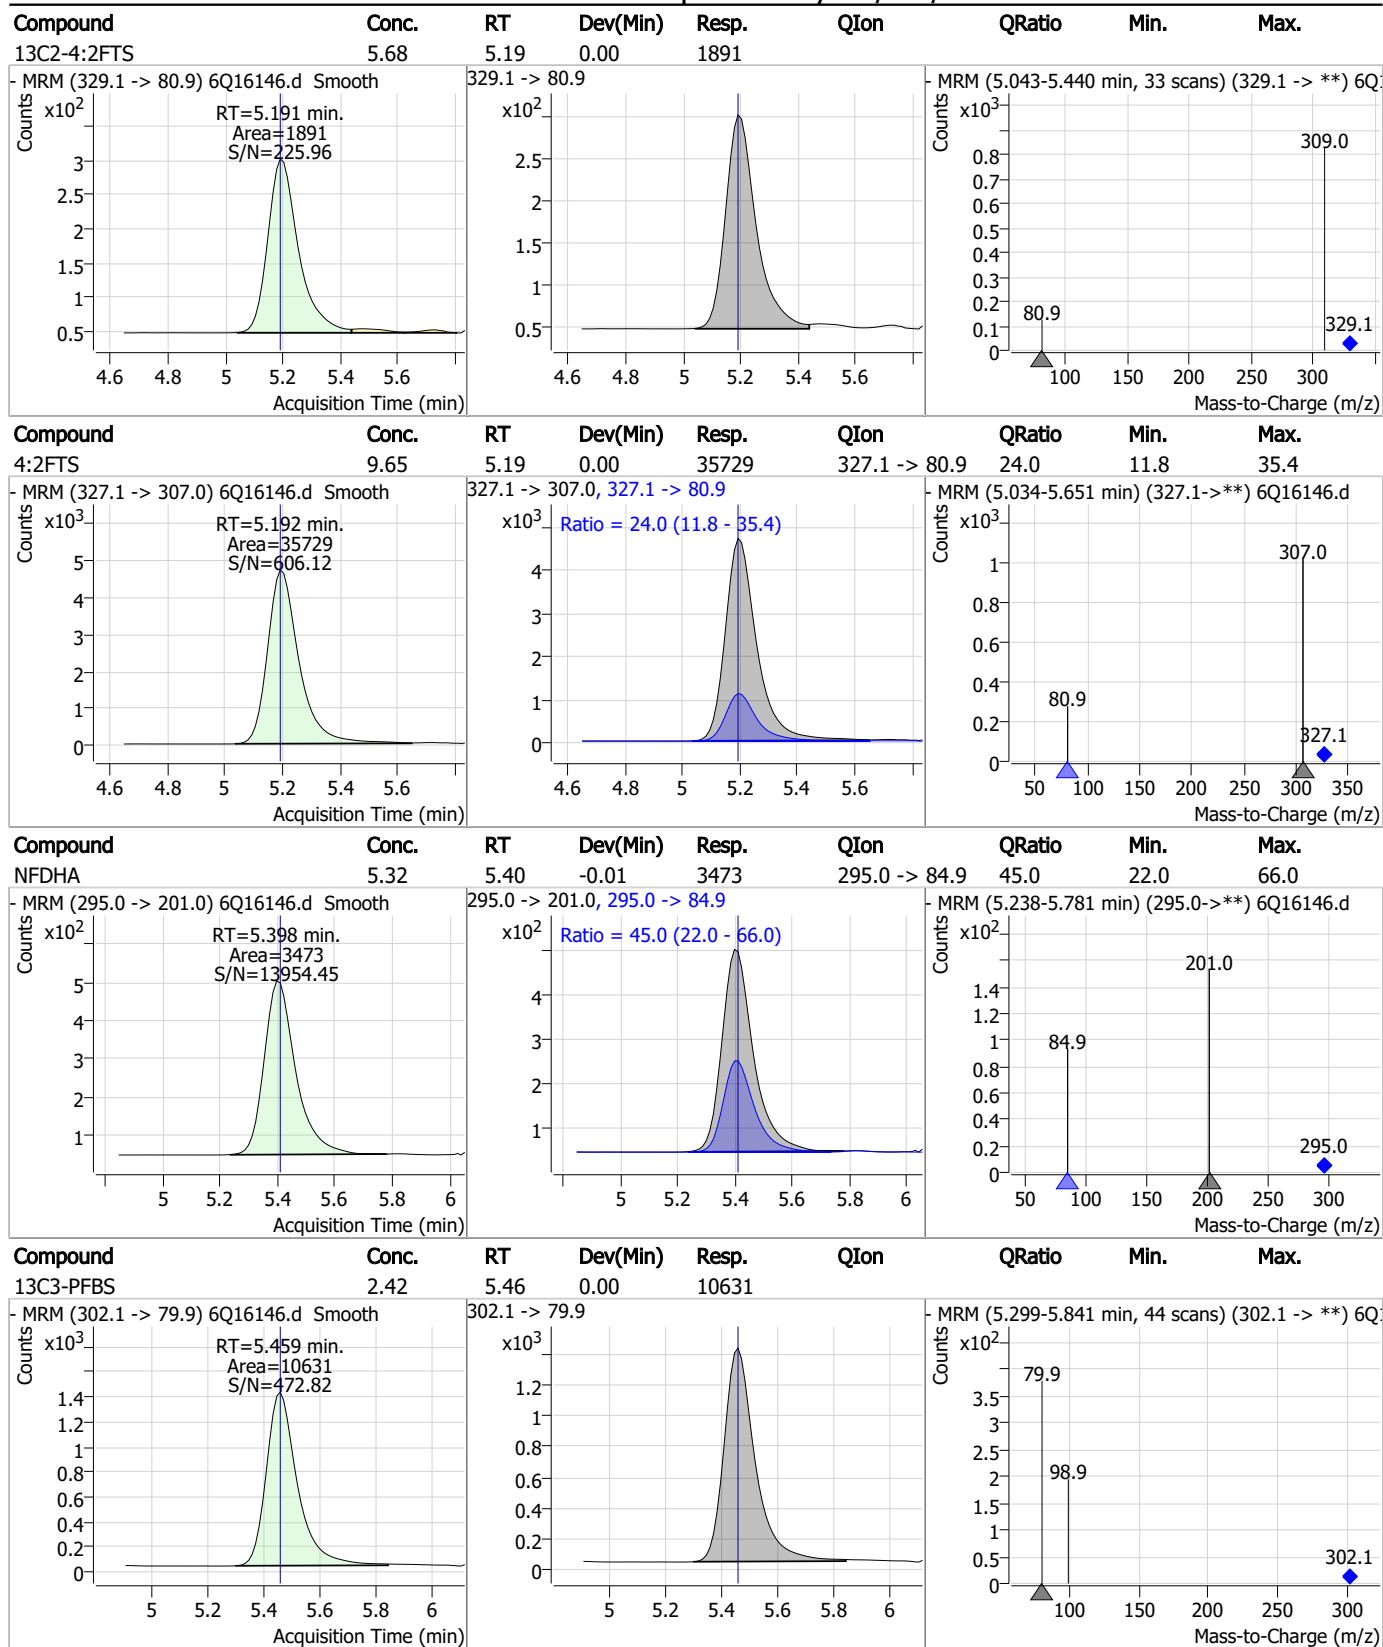 Compound Conc. RT Dev(Min) Resp. QIon QRatio Min. Max.
13C2-4:2FTS 5.68 5.19 0.00 1891
- MRM (329.1 -> 80.9) 6Q16146.d Smooth
Counts
x10²
RT=5.191 min.
Area=1891
S/N=225.96
3
2.5
2
1.5
1
0.5
4.6 4.8 5 5.2 5.4 5.6
Acquisition Time (min)
329.1 -> 80.9
x10²
2.5
2
1.5
1
0.5
4.6 4.8 5 5.2 5.4 5.6
- MRM (5.043-5.440 min, 33 scans) (329.1 -> **)
Counts
x10³
309.0
0.8
0.7
0.6
0.5
0.4
0.3
0.2
80.9
329.1
0.1
0
100 150 200 250 300
Mass-to-Charge (m/z)
Compound Conc. RT Dev(Min) Resp. QIon QRatio Min. Max.
4:2FTS 9.65 5.19 0.00 35729 327.1 -> 80.9 24.0 11.8 35.4
- MRM (327.1 -> 307.0) 6Q16146.d Smooth
Counts
x10³
RT=5.192 min.
Area=35729
S/N=606.12
5
4
3
2
1
0
4.6 4.8 5 5.2 5.4 5.6
Acquisition Time (min)
327.1 -> 307.0, 327.1 -> 80.9
x10³
Ratio = 24.0 (11.8 - 35.4)
4
3
2
1
0
4.6 4.8 5 5.2 5.4 5.6
- MRM (5.034-5.651 min) (327.1->**) 6Q16146.d
Counts
x10³
307.0
1
0.8
0.6
0.4
80.9
0.2
327.1
0
50 100 150 200 250 300 350
Mass-to-Charge (m/z)
Compound Conc. RT Dev(Min) Resp. QIon QRatio Min. Max.
NFDHA 5.32 5.40 -0.01 3473 295.0 -> 84.9 45.0 22.0 66.0
- MRM (295.0 -> 201.0) 6Q16146.d Smooth
Counts
x10²
RT=5.398 min.
Area=3473
S/N=13954.45
5
4
3
2
1
5 5.2 5.4 5.6 5.8 6
Acquisition Time (min)
295.0 -> 201.0, 295.0 -> 84.9
x10²
Ratio = 45.0 (22.0 - 66.0)
4
3
2
1
5 5.2 5.4 5.6 5.8 6
- MRM (5.238-5.781 min) (295.0->**) 6Q16146.d
Counts
x10²
201.0
1.4
1.2
1
84.9
0.8
0.6
0.4
0.2
295.0
0
50 100 150 200 250 300
Mass-to-Charge (m/z)
Compound Conc. RT Dev(Min) Resp. QIon QRatio Min. Max.
13C3-PFBS 2.42 5.46 0.00 10631
- MRM (302.1 -> 79.9) 6Q16146.d Smooth
Counts
x10³
RT=5.459 min.
Area=10631
S/N=472.82
1.4
1.2
1
0.8
0.6
0.4
0.2
0
5 5.2 5.4 5.6 5.8 6
Acquisition Time (min)
302.1 -> 79.9
x10³
1.2
1
0.8
0.6
0.4
0.2
0
5 5.2 5.4 5.6 5.8 6
- MRM (5.299-5.841 min, 44 scans) (302.1 -> **)
Counts
x10²
79.9
3.5
3
2.5
2
98.9
1.5
1
0.5
302.1
0
100 150 200 250 300
Mass-to-Charge (m/z)